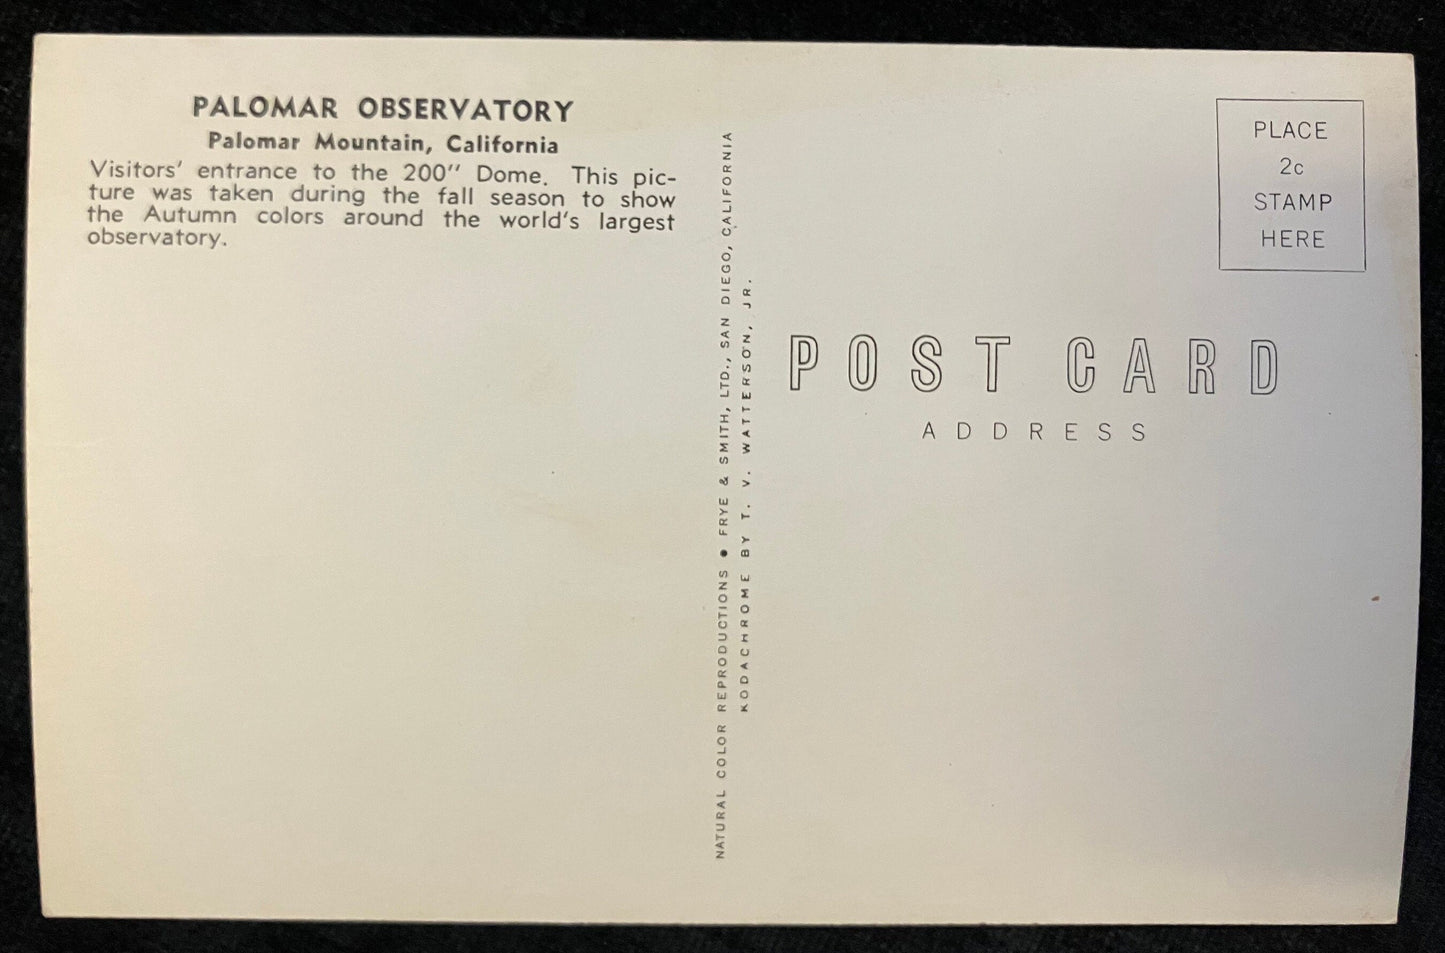 PALOMAR OBSERVATORY
Palomar Mountain, California
Visitors' entrance to the 200" Dome. This pic-
ture was taken during the fall season to show
the Autumn colors around the world's largest
observatory.
NATURAL COLOR REPRODUCTIONS ● FRYE & SMITH, LTD., SAN DIEGO, CALIFORNIA
KODACHROME BY T. V. WATTERSON, JR.
PLACE
2c
STAMP
HERE
POST CARD
ADDRESS